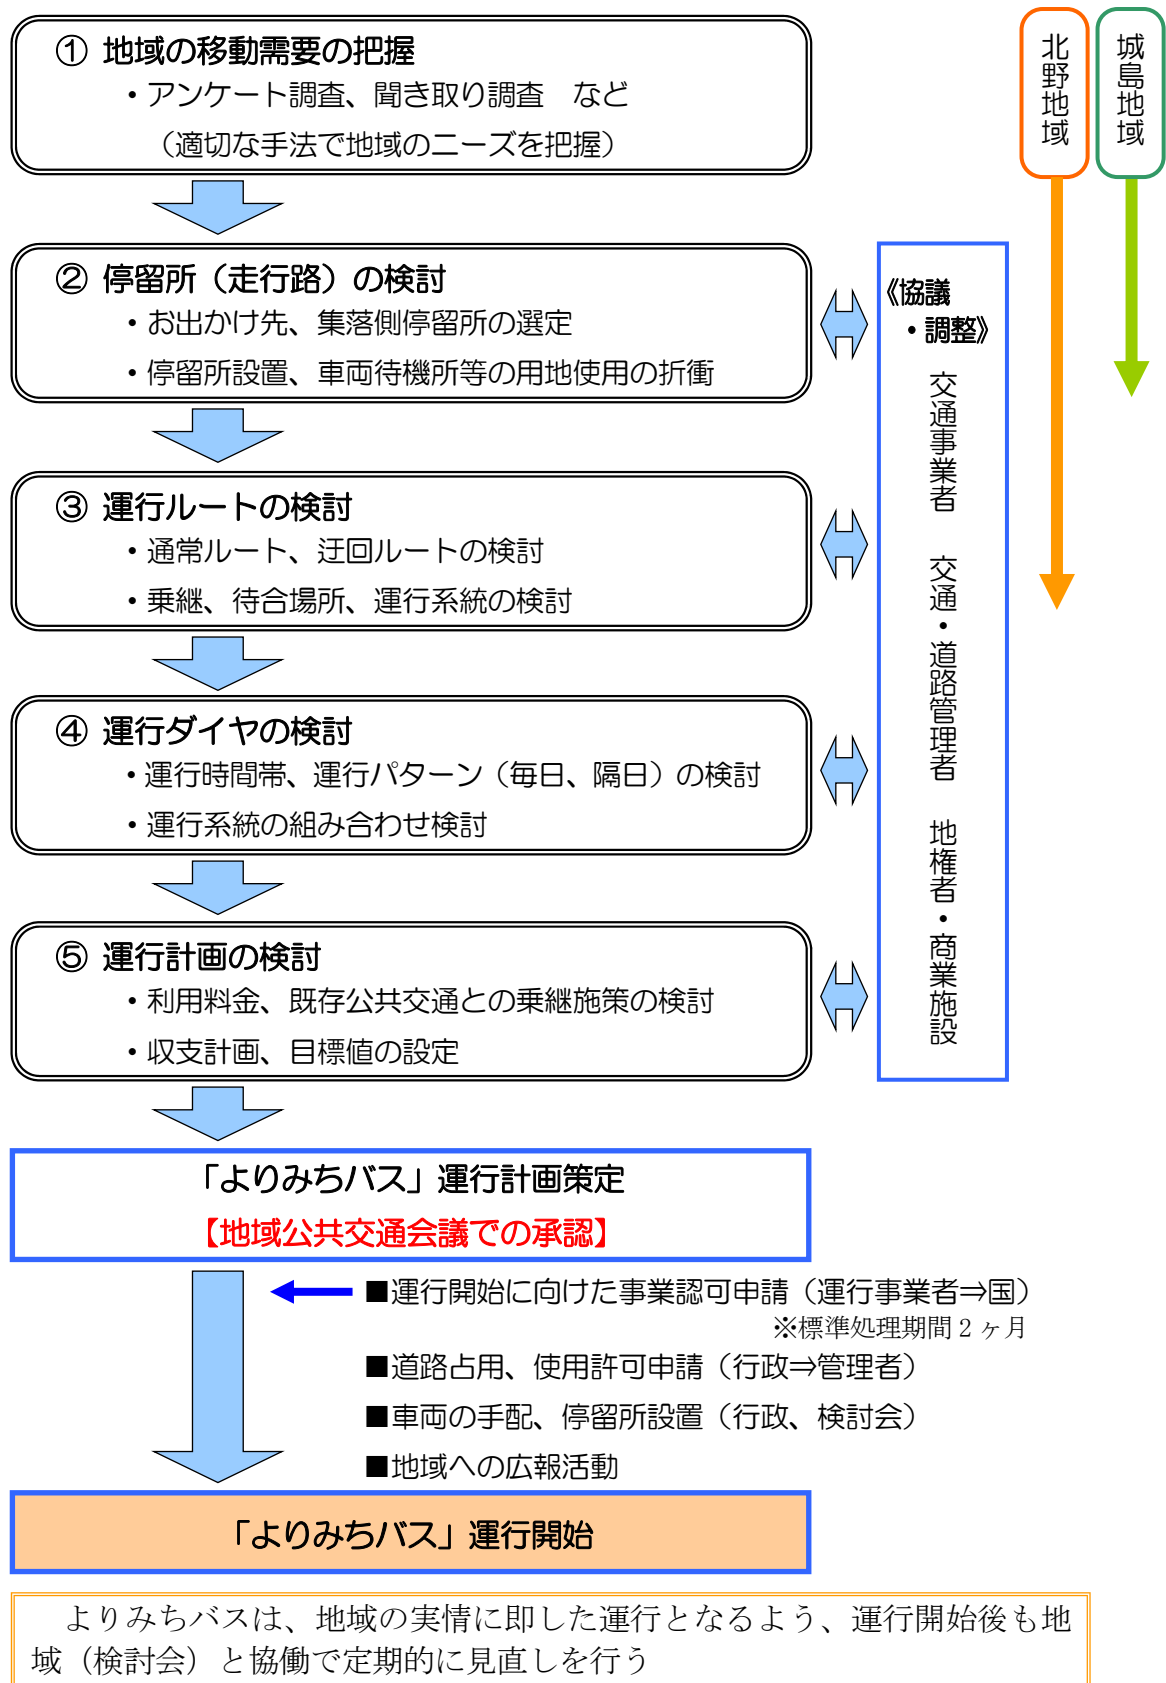 ① 地域の移動需要の把握
・アンケート調査、聞き取り調査　など
（適切な手法で地域のニーズを把握）
北野地域
城島地域
② 停留所（走行路）の検討
・お出かけ先、集落側停留所の選定
・停留所設置、車両待機所等の用地使用の折衝
③ 運行ルートの検討
・通常ルート、迂回ルートの検討
・乗継、待合場所、運行系統の検討
④ 運行ダイヤの検討
・運行時間帯、運行パターン（毎日、隔日）の検討
・運行系統の組み合わせ検討
⑤ 運行計画の検討
・利用料金、既存公共交通との乗継施策の検討
・収支計画、目標値の設定
《協議
・調整》
交通事業者　交通・道路管理者　地権者・商業施設
「よりみちバス」運行計画策定
【地域公共交通会議での承認】
■運行開始に向けた事業認可申請（運行事業者⇒国）
※標準処理期間２ヶ月
■道路占用、使用許可申請（行政⇒管理者）
■車両の手配、停留所設置（行政、検討会）
■地域への広報活動
「よりみちバス」運行開始
よりみちバスは、地域の実情に即した運行となるよう、運行開始後も地
域（検討会）と協働で定期的に見直しを行う